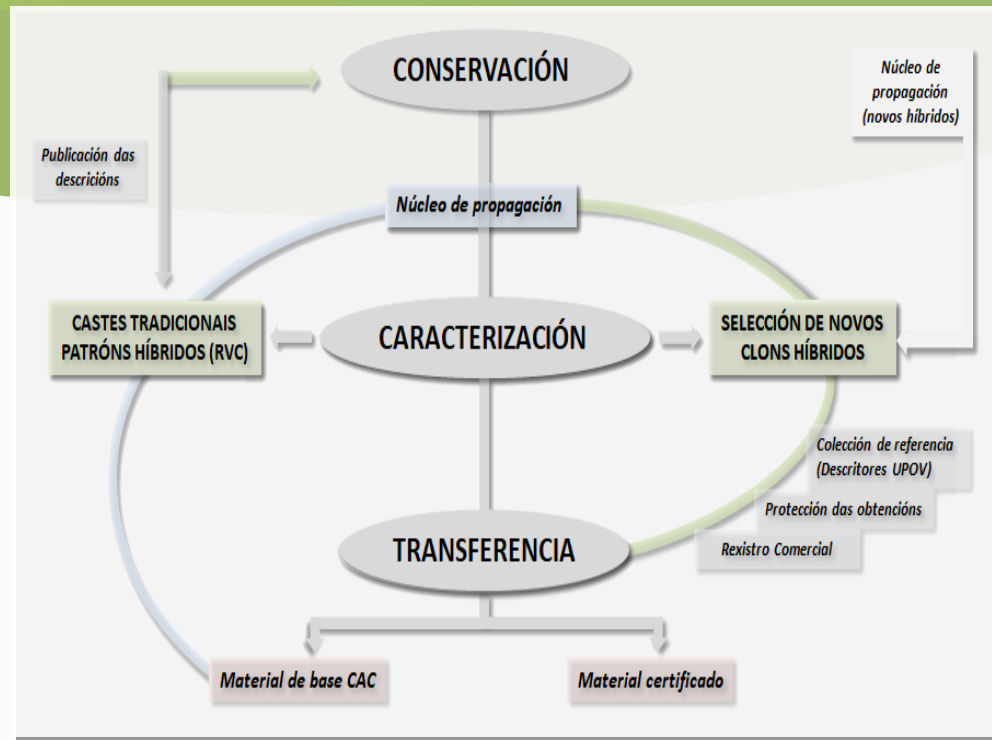 CONSERVACIÓN
Núcleo de
propagación
(novos híbridos)
Publicación das
descricións
Núcleo de propagación
CASTES TRADICIONAIS
PATRÓNS HÍBRIDOS (RVC)
CARACTERIZACIÓN
SELECCIÓN DE NOVOS
CLONS HÍBRIDOS
Colección de referencia
(Descritores UPOV)
Protección das obtencións
Rexistro Comercial
TRANSFERENCIA
Material de base CAC
Material certificado